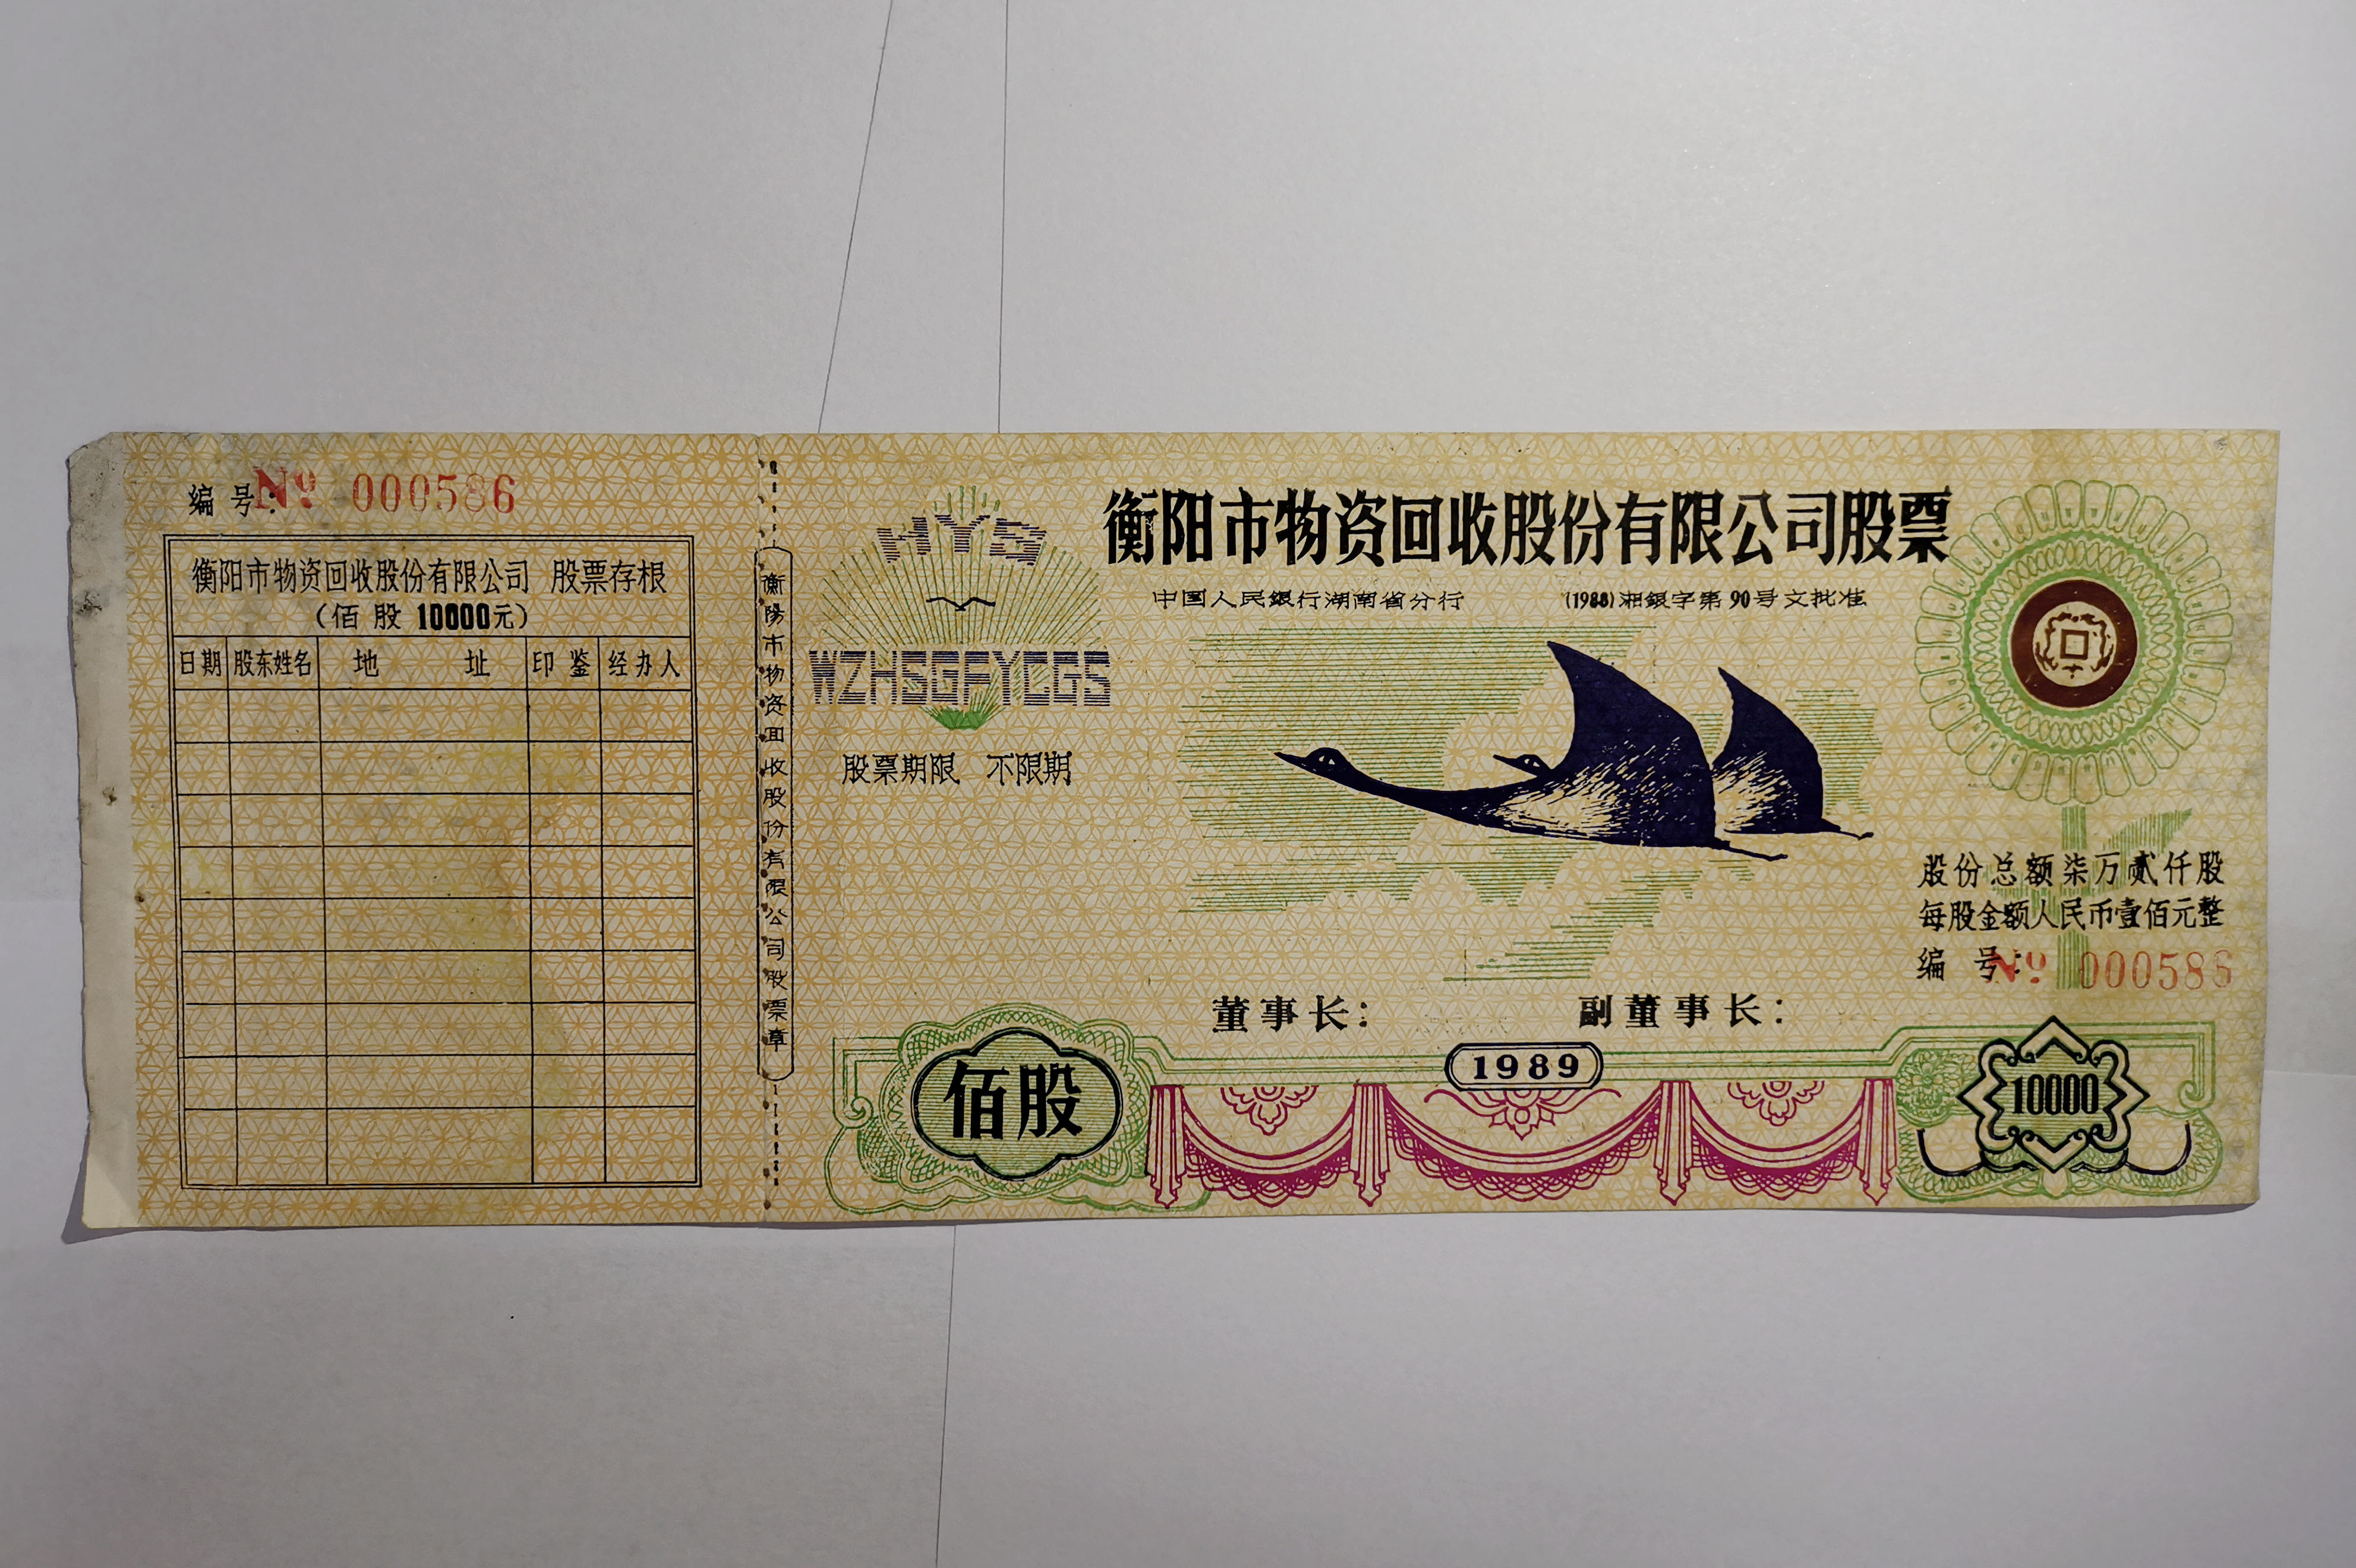 编号:№ 000586
衡阳市物资回收股份有限公司 股票存根
(佰股 10000元)
日期 股东姓名 地址 印鉴 经办人
衡陽市物资回收股份有限公司股票章
HYS
WZHSGFYCGS
股票期限 不限期
衡阳市物资回收股份有限公司股票
中国人民銀行湖南省分行 (1988)湘銀字第90号文批准
股份总额柒万贰仟股
每股金额人民币壹佰元整
编号:№ 000586
董事长: 副董事长:
1989
佰股
10000